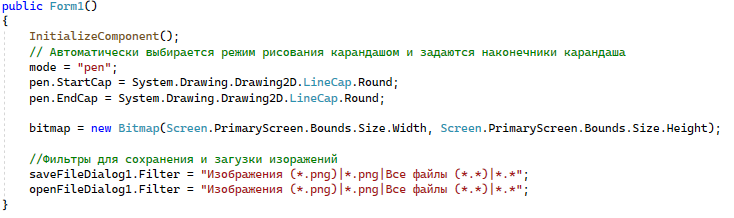 public Form1()
{
InitializeComponent();
// Автоматически выбирается режим рисования карандашом и задаются наконечники карандаша
mode = "pen";
pen.StartCap = System.Drawing.Drawing2D.LineCap.Round;
pen.EndCap = System.Drawing.Drawing2D.LineCap.Round;
bitmap = new Bitmap(Screen.PrimaryScreen.Bounds.Size.Width, Screen.PrimaryScreen.Bounds.Size.Height);
//Фильтры для сохранения и загузки изоражений
saveFileDialog1.Filter = "Изображения (*.png)|*.png|Все файлы (*.*)|*.*";
openFileDialog1.Filter = "Изображения (*.png)|*.png|Все файлы (*.*)|*.*";
}